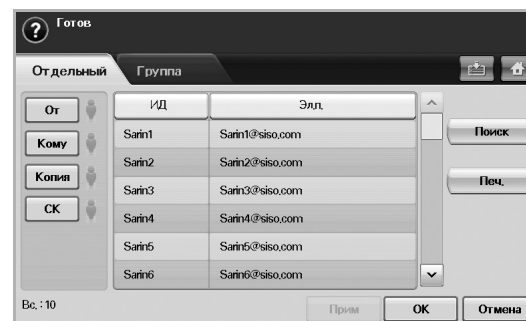 ? Готов
Отдельный Группа
От ИД Элп.
Кому Sarin1 Sarin1@siso.com Поиск
Копия Sarin2 Sarin2@siso.com Печ.
СК Sarin3 Sarin3@siso.com
Sarin4 Sarin4@siso.com
Sarin5 Sarin5@siso.com
Sarin6 Sarin6@siso.com
Вс.:10 Прим OK Отмена